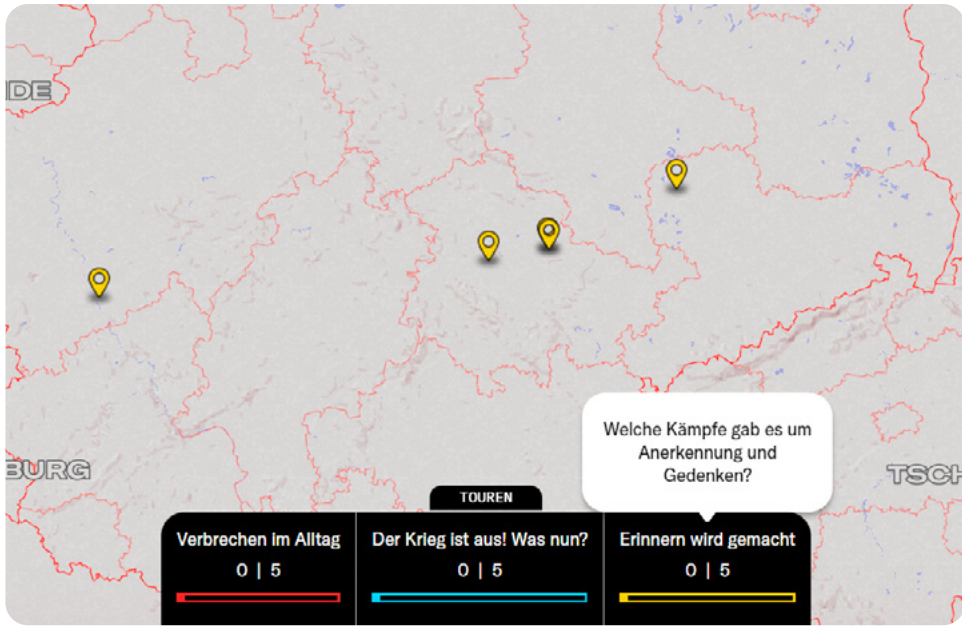 DE
BURG
TSCH
Welche Kämpfe gab es um
Anerkennung und
Gedenken?
TOUREN
Verbrechen im Alltag
0 | 5
Der Krieg ist aus! Was nun?
0 | 5
Erinnern wird gemacht
0 | 5